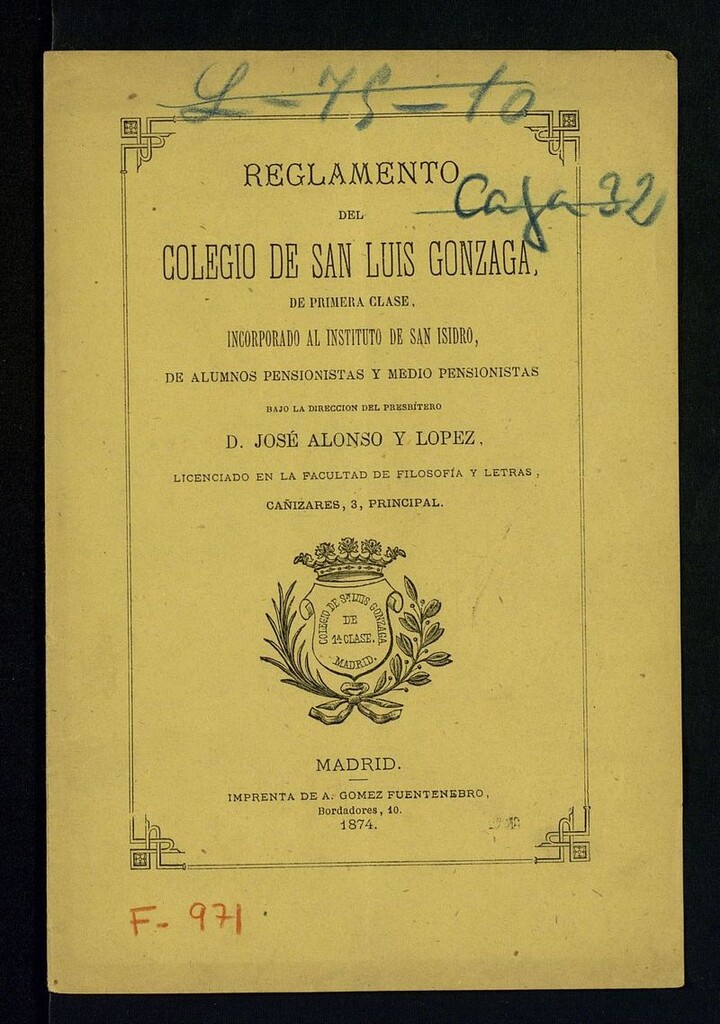 L-75-10
REGLAMENTO
Caja 32
DEL
COLEGIO DE SAN LUIS GONZAGA,
DE PRIMERA CLASE,
INCORPORADO AL INSTITUTO DE SAN ISIDRO,
DE ALUMNOS PENSIONISTAS Y MEDIO PENSIONISTAS
BAJO LA DIRECCION DEL PRESBÍTERO
D. JOSÉ ALONSO Y LOPEZ,
LICENCIADO EN LA FACULTAD DE FILOSOFÍA Y LETRAS,
CAÑIZARES, 3, PRINCIPAL.
COLEGIO DE Sn LUIS GONZAGA
DE
1ª CLASE.
MADRID.
MADRID.
IMPRENTA DE A. GOMEZ FUENTENEBRO,
Bordadores, 10.
1874.
F-971